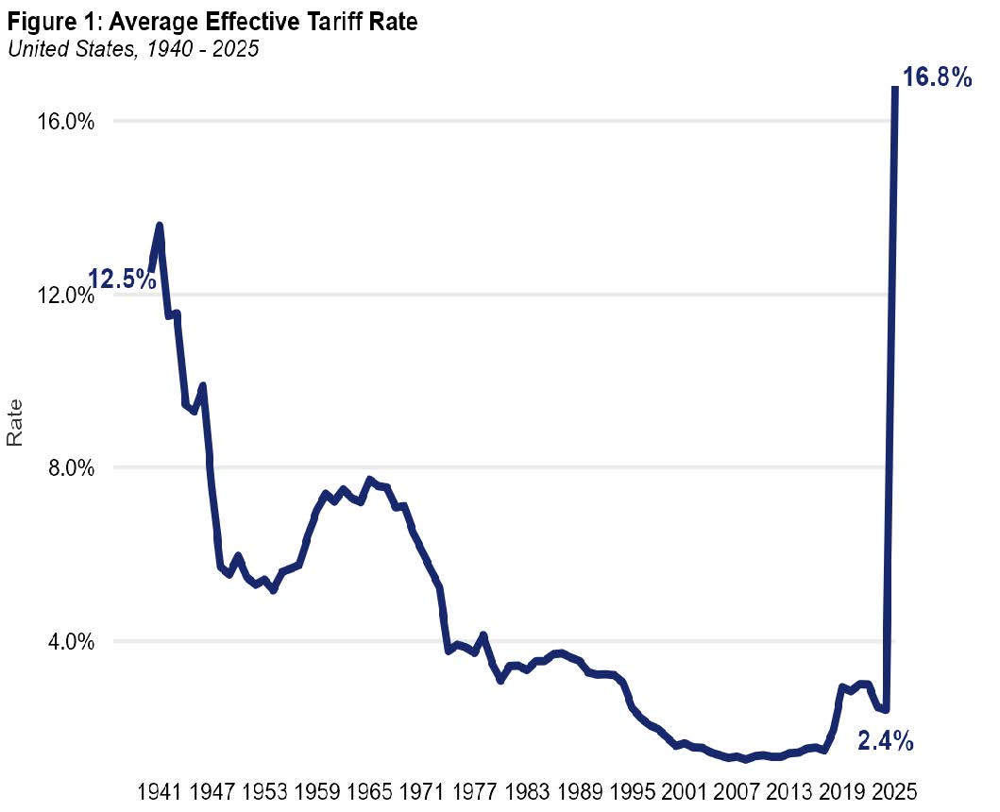 Figure 1: Average Effective Tariff Rate
United States, 1940 - 2025
16.8%
16.0%
12.5%
12.0%
Rate
8.0%
4.0%
2.4%
1941 1947 1953 1959 1965 1971 1977 1983 1989 1995 2001 2007 2013 2019 2025